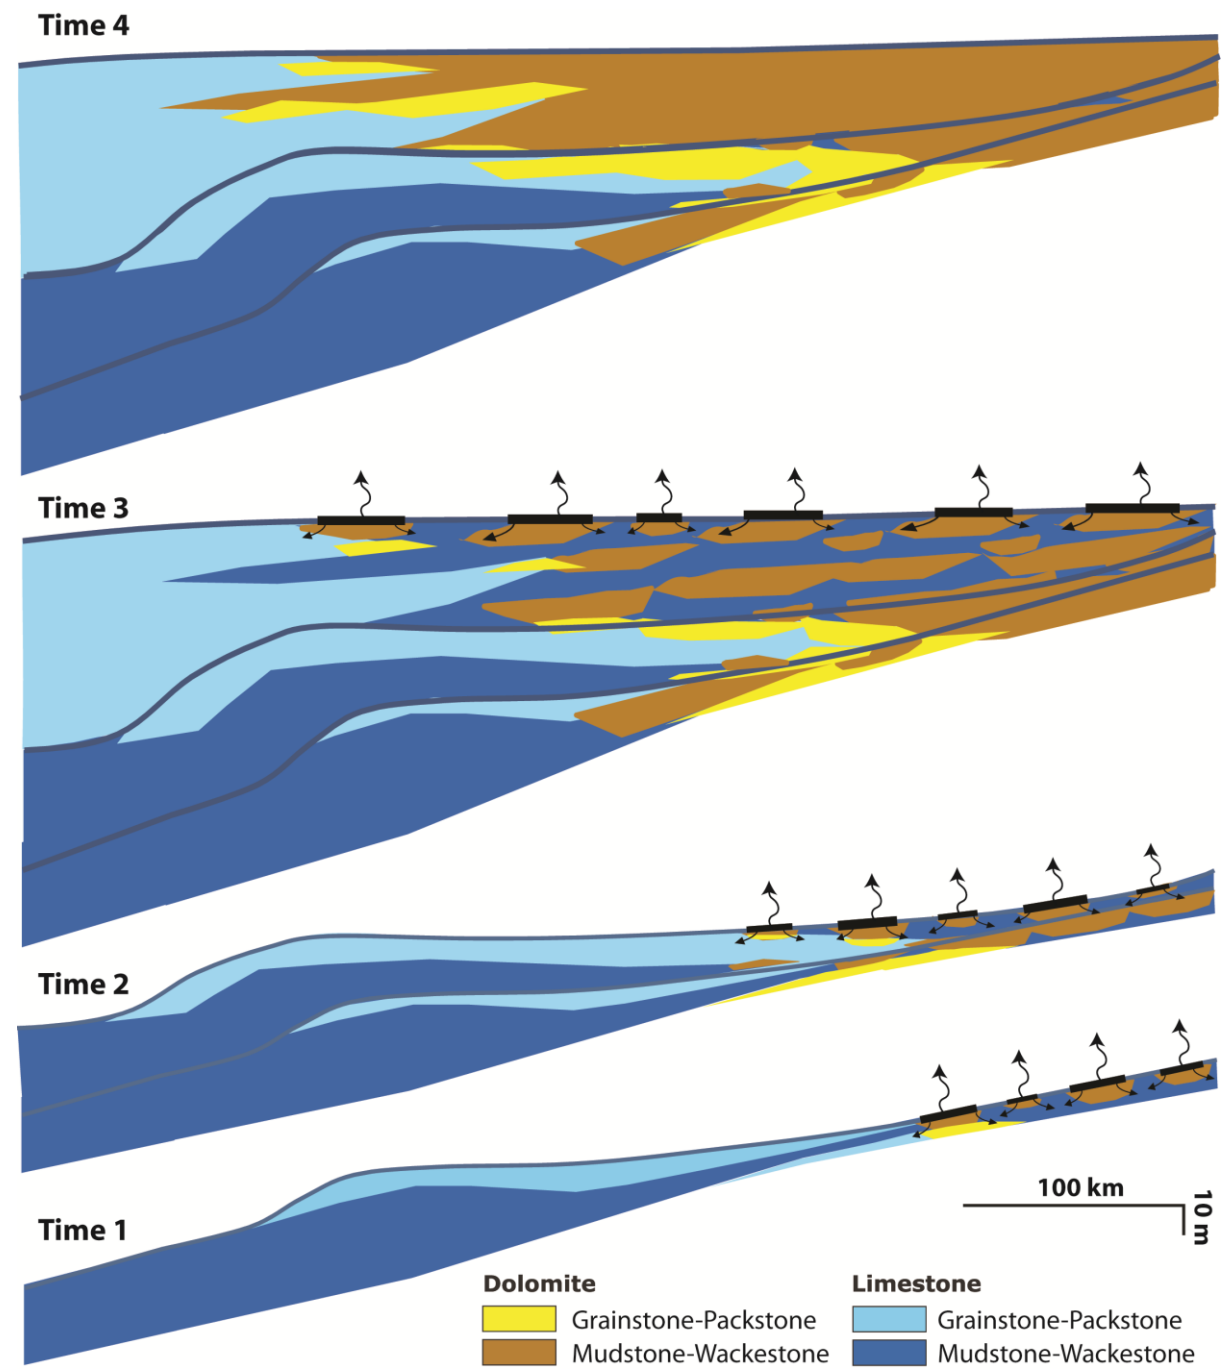 Time 4
Time 3
Time 2
Time 1
100 km
10 m
Dolomite
Limestone
Grainstone-Packstone
Grainstone-Packstone
Mudstone-Wackestone
Mudstone-Wackestone